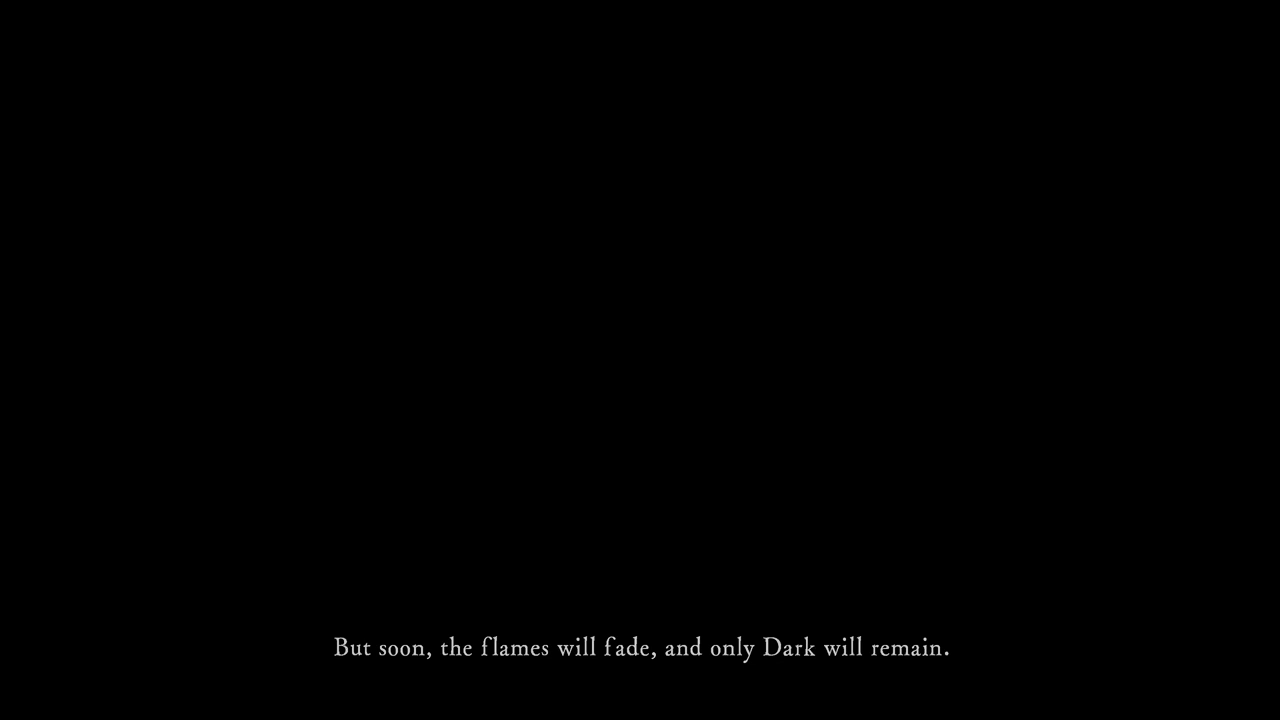 But soon, the flames will fade, and only Dark will remain.